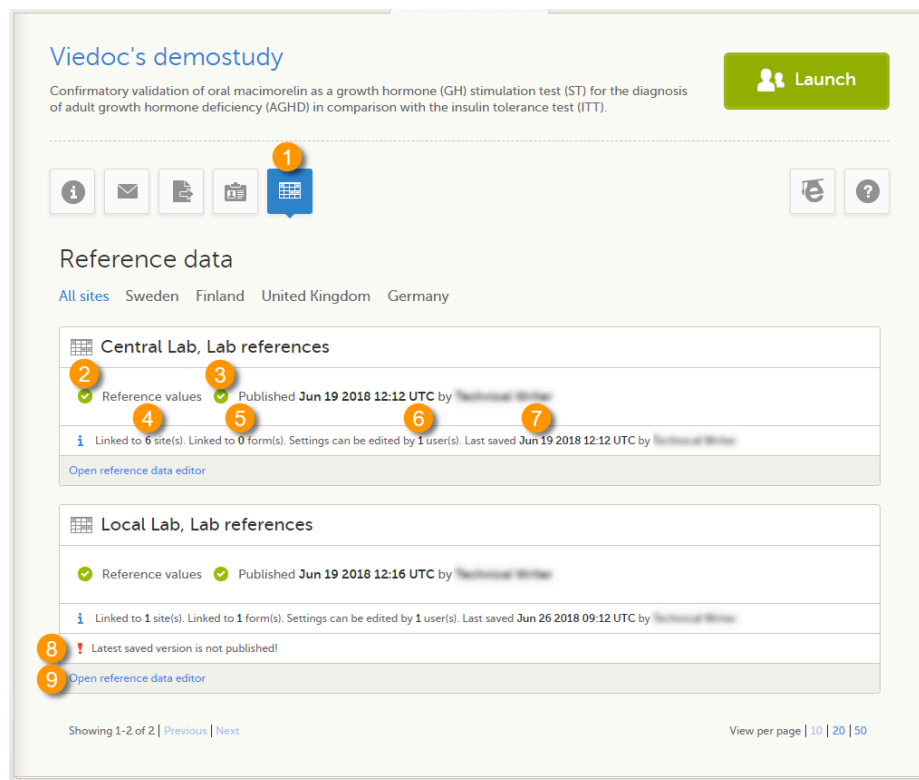 Viedoc's demostudy
Launch
Confirmatory validation of oral macimorelin as a growth hormone (GH) stimulation test (ST) for the diagnosis
of adult growth hormone deficiency (AGHD) in comparison with the insulin tolerance test (ITT).
1
Reference data
All sites Sweden Finland United Kingdom Germany
Central Lab, Lab references
2 3
Reference values Published Jun 19 2018 12:12 UTC by
4 5 6 7
Linked to 6 site(s). Linked to 0 form(s). Settings can be edited by 1 user(s). Last saved Jun 19 2018 12:12 UTC by
Open reference data editor
Local Lab, Lab references
Reference values Published Jun 19 2018 12:16 UTC by
Linked to 1 site(s). Linked to 1 form(s). Settings can be edited by 1 user(s). Last saved Jun 26 2018 09:12 UTC by
8 Latest saved version is not published!
9 Open reference data editor
Showing 1-2 of 2 | Previous | Next View per page | 10 | 20 | 50